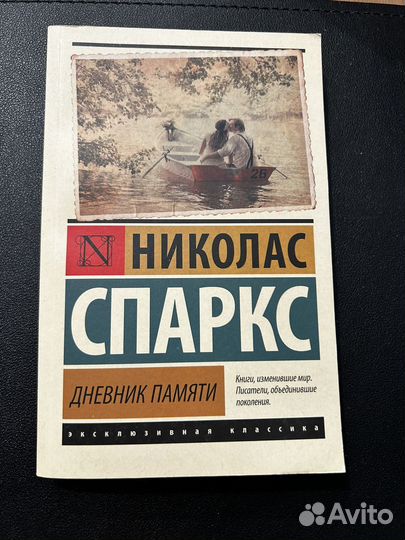 26
N НИКОЛАС
СПАРКС
ДНЕВНИК ПАМЯТИ
Книги, изменившие мир.
Писатели, объединившие
поколения.
эксклюзивная классика
Avito